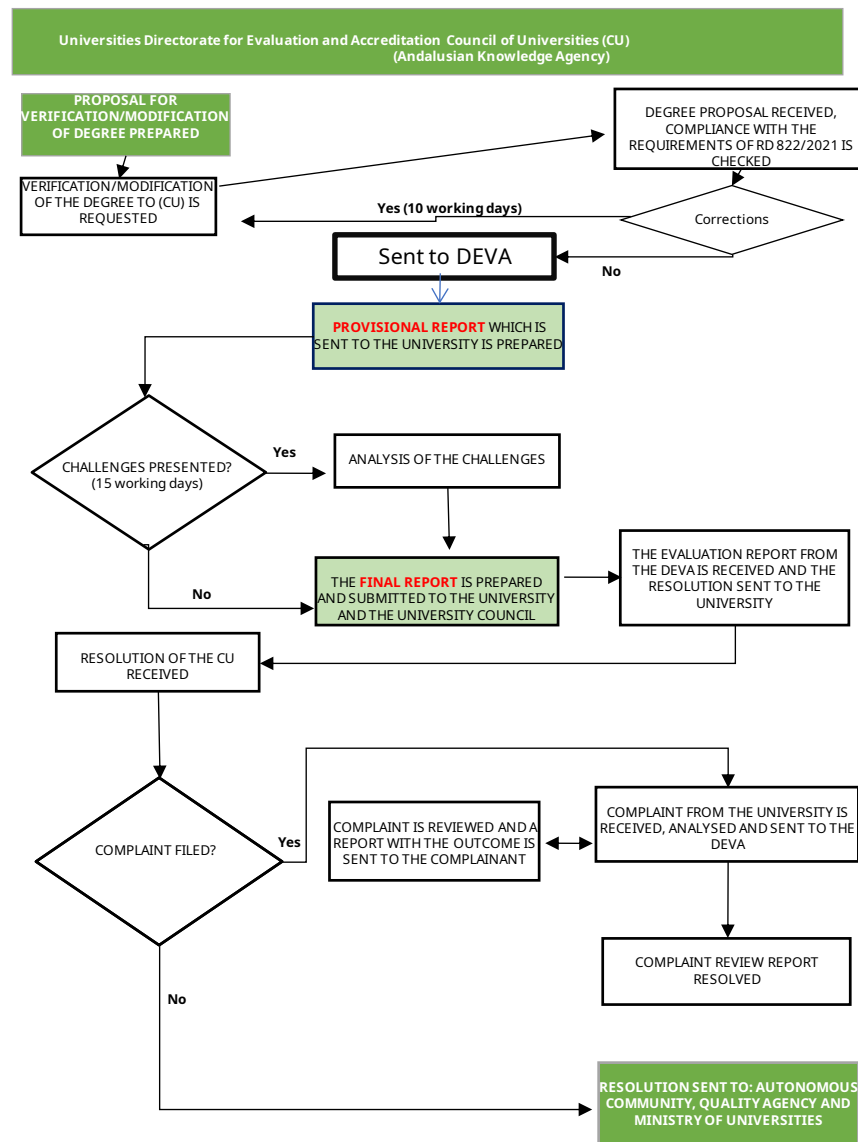 Universities Directorate for Evaluation and Accreditation Council of Universities (CU)
(Andalusian Knowledge Agency)
PROPOSAL FOR
VERIFICATION/MODIFICATION
OF DEGREE PREPARED
DEGREE PROPOSAL RECEIVED,
COMPLIANCE WITH THE
REQUIREMENTS OF RD 822/2021 IS
CHECKED
VERIFICATION/MODIFICATION
OF THE DEGREE TO (CU) IS
REQUESTED
Yes (10 working days)
Corrections
Sent to DEVA
No
PROVISIONAL REPORT WHICH IS
SENT TO THE UNIVERSITY IS PREPARED
CHALLENGES PRESENTED?
(15 working days)
Yes
ANALYSIS OF THE CHALLENGES
No
THE FINAL REPORT IS PREPARED
AND SUBMITTED TO THE UNIVERSITY
AND THE UNIVERSITY COUNCIL
THE EVALUATION REPORT FROM
THE DEVA IS RECEIVED AND THE
RESOLUTION SENT TO THE
UNIVERSITY
RESOLUTION OF THE CU
RECEIVED
COMPLAINT FILED?
Yes
COMPLAINT IS REVIEWED AND A
REPORT WITH THE OUTCOME IS
SENT TO THE COMPLAINANT
COMPLAINT FROM THE UNIVERSITY IS
RECEIVED, ANALYSED AND SENT TO THE
DEVA
COMPLAINT REVIEW REPORT
RESOLVED
No
RESOLUTION SENT TO: AUTONOMOUS
COMMUNITY, QUALITY AGENCY AND
MINISTRY OF UNIVERSITIES